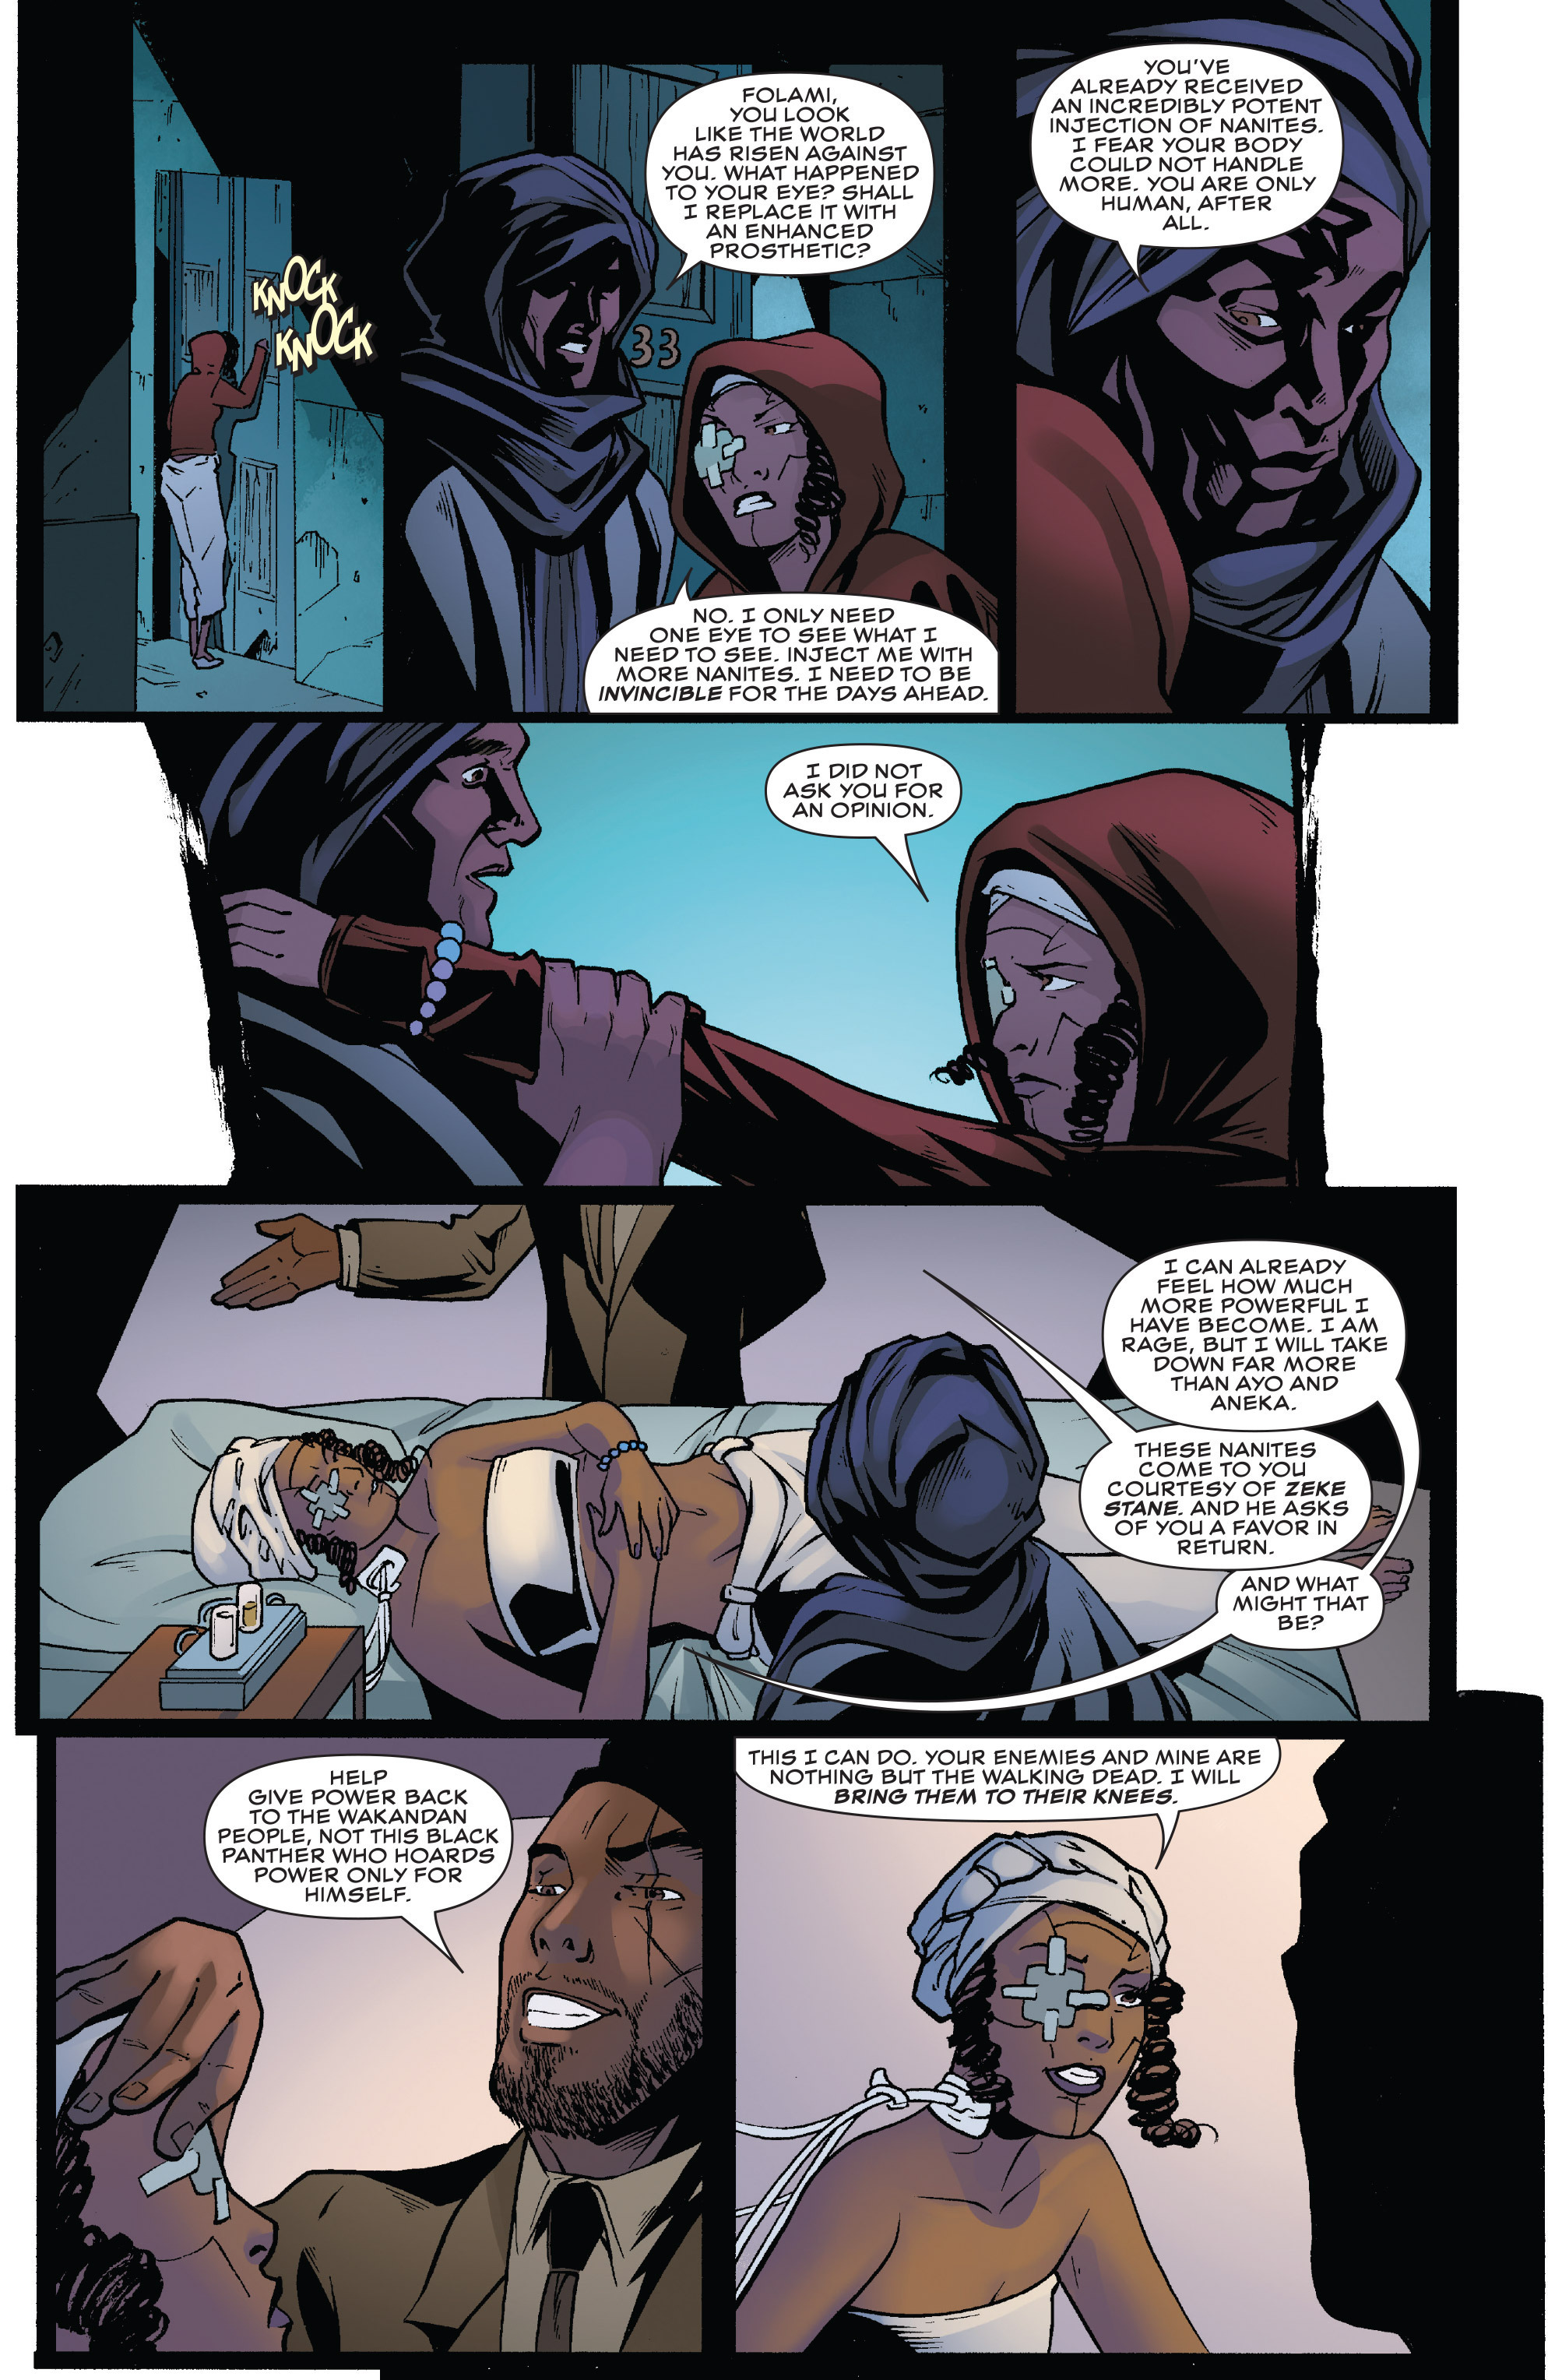 KNOCK
KNOCK
FOLAMI,
YOU LOOK
LIKE THE WORLD
HAS RISEN AGAINST
YOU. WHAT HAPPENED
TO YOUR EYE? SHALL
I REPLACE IT WITH
AN ENHANCED
PROSTHETIC?
33
NO. I ONLY NEED
ONE EYE TO SEE WHAT I
NEED TO SEE. INJECT ME WITH
MORE NANITES. I NEED TO BE
INVINCIBLE FOR THE DAYS AHEAD.
YOU'VE
ALREADY RECEIVED
AN INCREDIBLY POTENT
INJECTION OF NANITES.
I FEAR YOUR BODY
COULD NOT HANDLE
MORE. YOU ARE ONLY
HUMAN, AFTER
ALL.
I DID NOT
ASK YOU FOR
AN OPINION.
I CAN ALREADY
FEEL HOW MUCH
MORE POWERFUL I
HAVE BECOME. I AM
RAGE, BUT I WILL TAKE
DOWN FAR MORE
THAN AYO AND
ANEKA.
THESE NANITES
COME TO YOU
COURTESY OF ZEKE
STANE. AND HE ASKS
OF YOU A FAVOR IN
RETURN.
AND WHAT
MIGHT THAT
BE?
HELP
GIVE POWER BACK
TO THE WAKANDAN
PEOPLE, NOT THIS BLACK
PANTHER WHO HOARDS
POWER ONLY FOR
HIMSELF.
THIS I CAN DO. YOUR ENEMIES AND MINE ARE
NOTHING BUT THE WALKING DEAD. I WILL
BRING THEM TO THEIR KNEES.